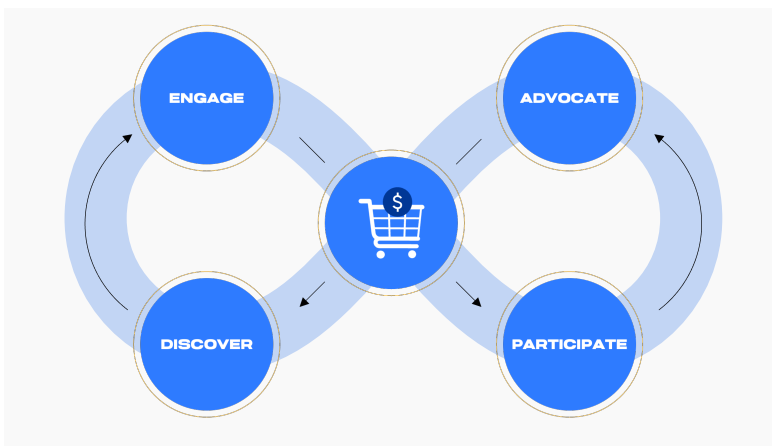 ENGAGE
ADVOCATE
$
DISCOVER
PARTICIPATE